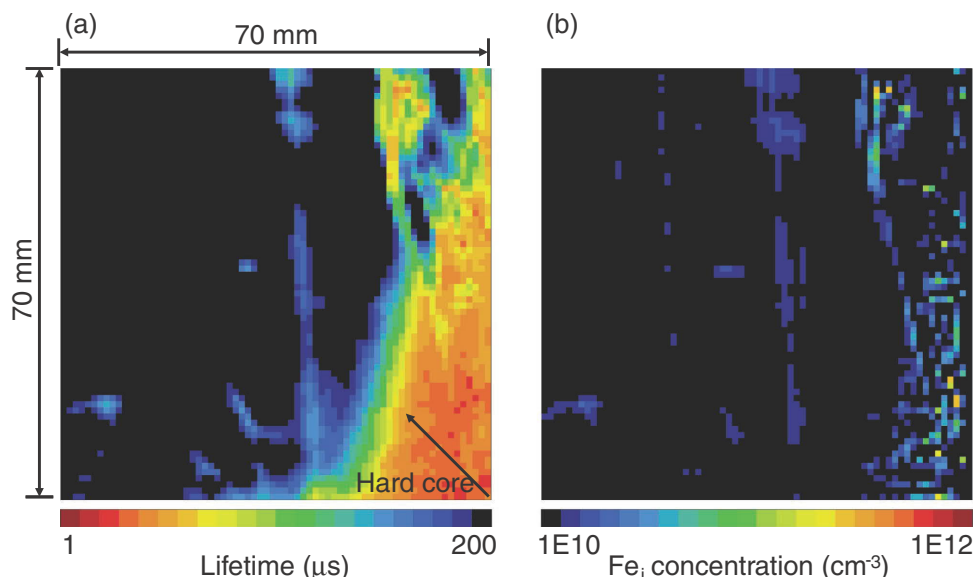 (a)
(b)
70 mm
70 mm
Hard core
1
200
1E10
1E12
Lifetime (μs)
Fei concentration (cm-3)